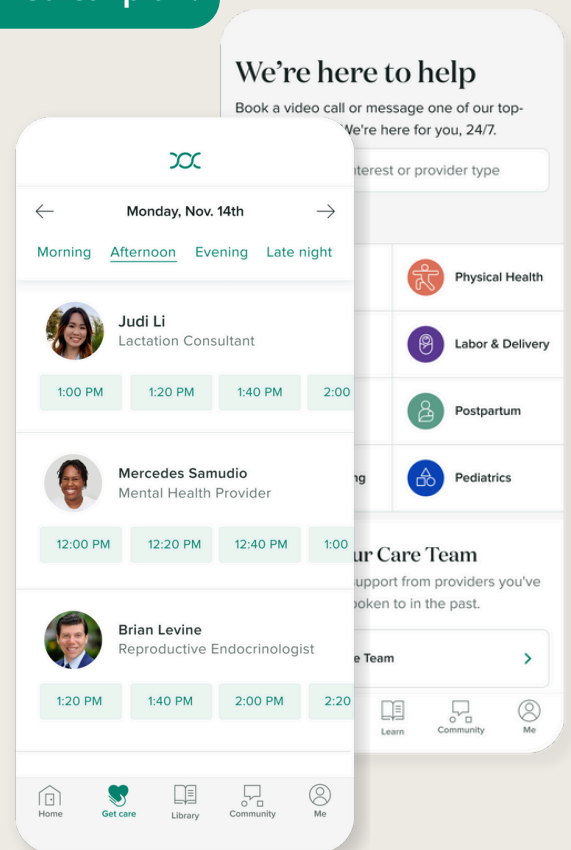 We're here to help
Book a video call or message one of our top-
We're here for you, 24/7.
interest or provider type
Physical Health
Labor & Delivery
Postpartum
Pediatrics
Care Team
support from providers you've
spoken to in the past.
Team
Learn
Community
Me
Monday, Nov. 14th
Morning
Afternoon
Evening
Late night
Judi Li
Lactation Consultant
1:00 PM
1:20 PM
1:40 PM
2:00
Mercedes Samudio
Mental Health Provider
12:00 PM
12:20 PM
12:40 PM
1:00
Brian Levine
Reproductive Endocrinologist
1:20 PM
1:40 PM
2:00 PM
2:20
Home
Get care
Library
Community
Me